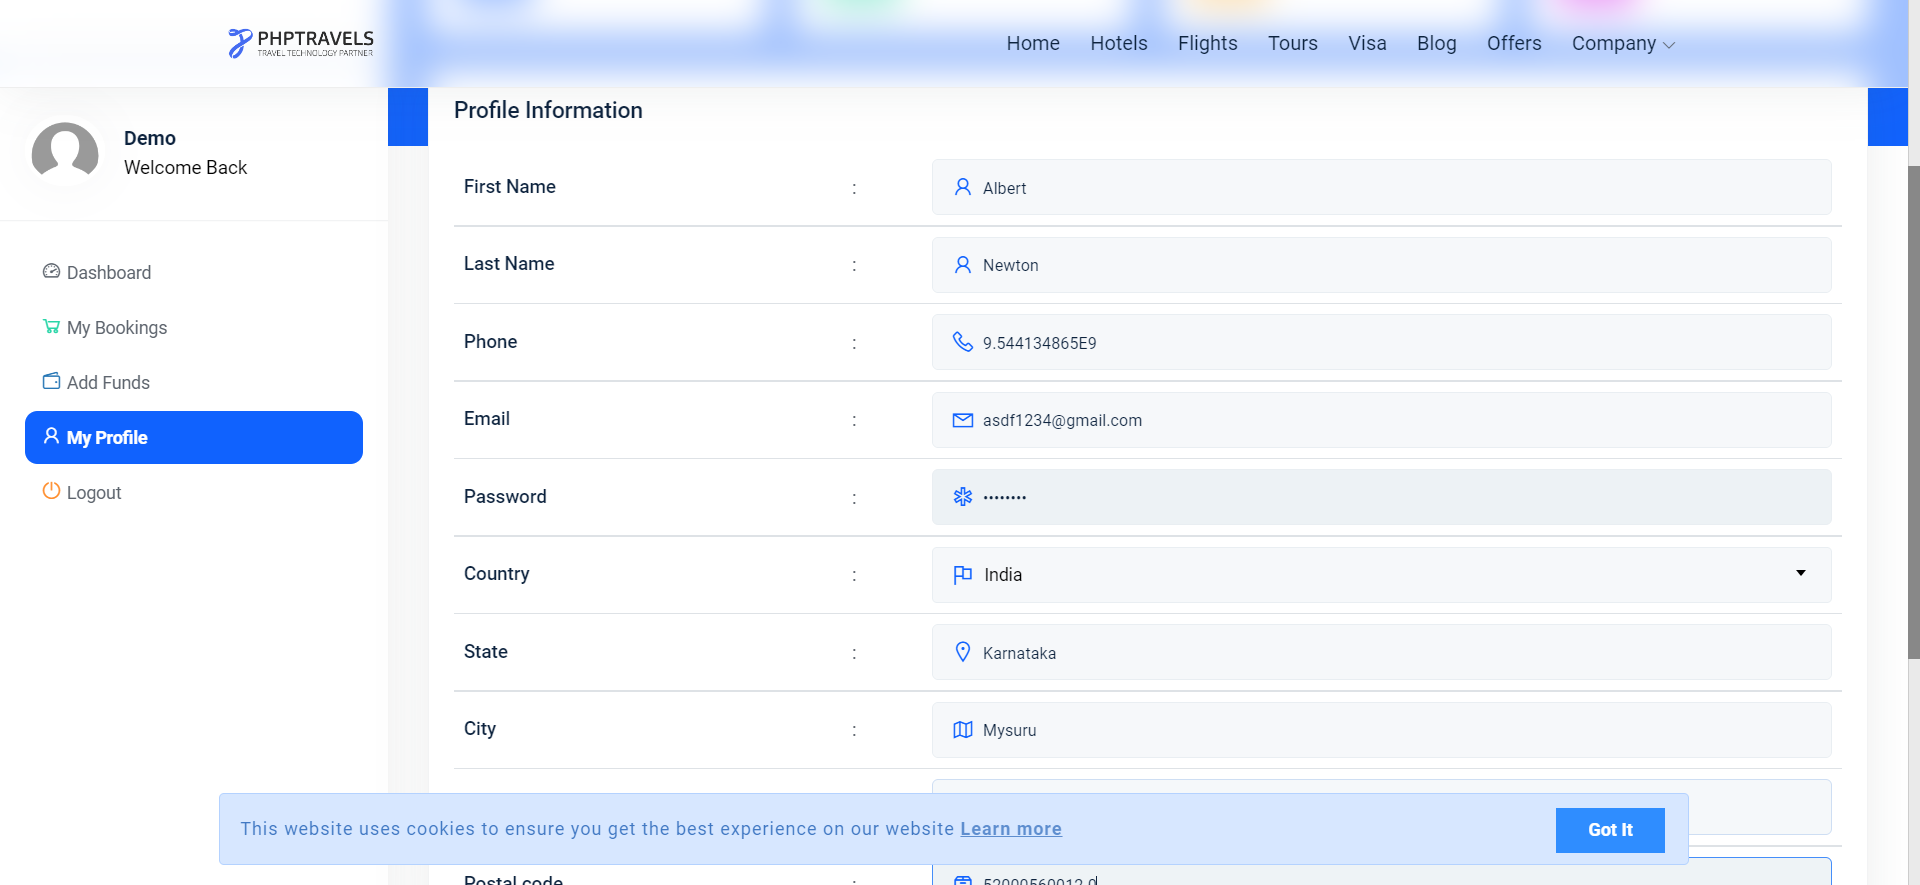 PHPTRAVELS
TRAVEL TECHNOLOGY PARTNER
Home Hotels Flights Tours Visa Blog Offers Company
Demo
Welcome Back
Dashboard
My Bookings
Add Funds
My Profile
Logout
Profile Information
First Name : Albert
Last Name : Newton
Phone : 9.544134865E9
Email : asdf1234@gmail.com
Password : ••••••••
Country : India
State : Karnataka
City : Mysuru
This website uses cookies to ensure you get the best experience on our website Learn more
Got It
Postal code :